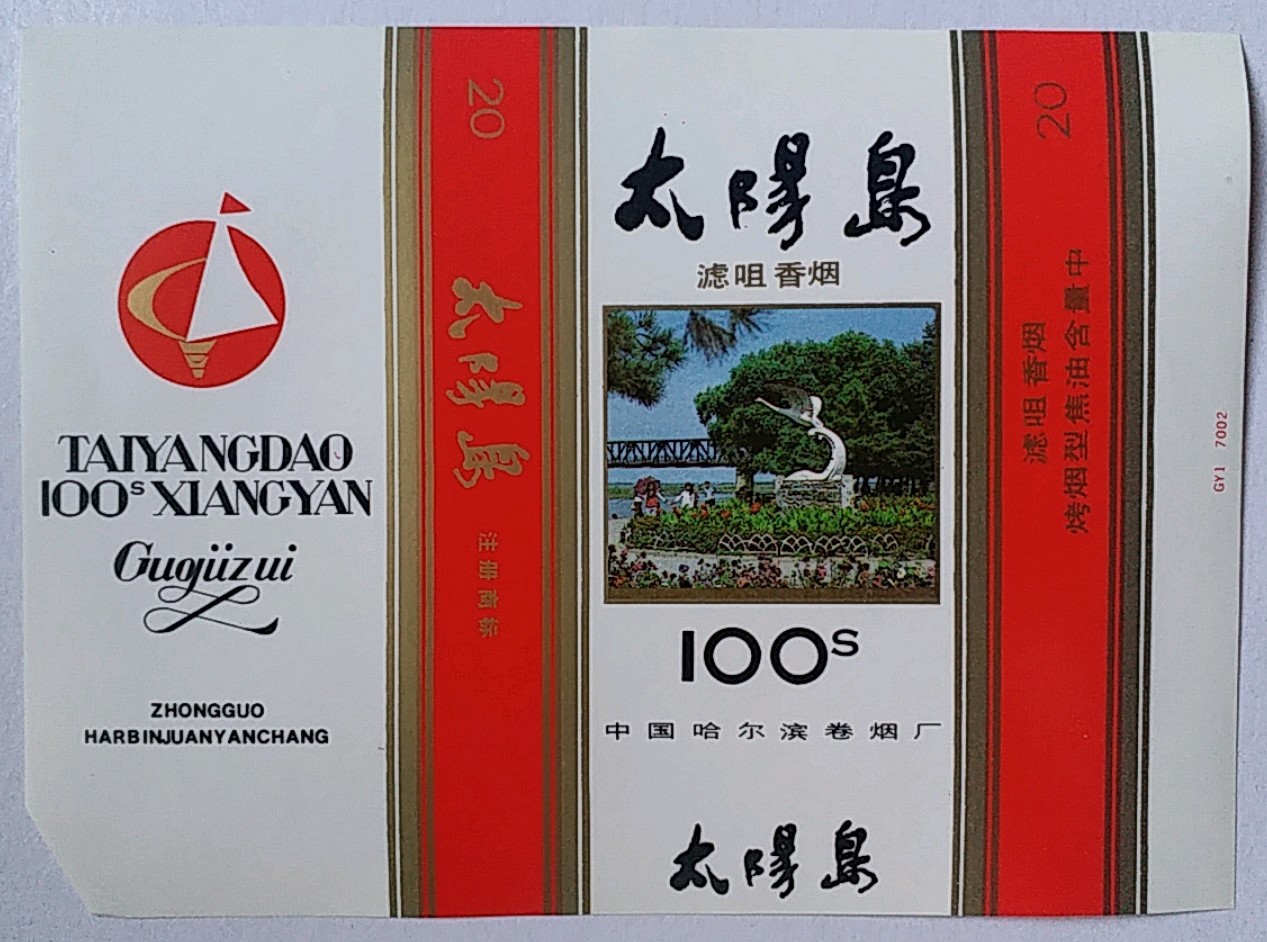 TAIYANGDAO
100S XIANGYAN
Guojüzui
ZHONGGUO
HARBINJUANYANCHANG
20
太陽島
注册商标
太陽島
滤咀香烟
100S
中国哈尔滨卷烟厂
太陽島
20
滤咀香烟
烤烟型焦油含量中
GY1 7002